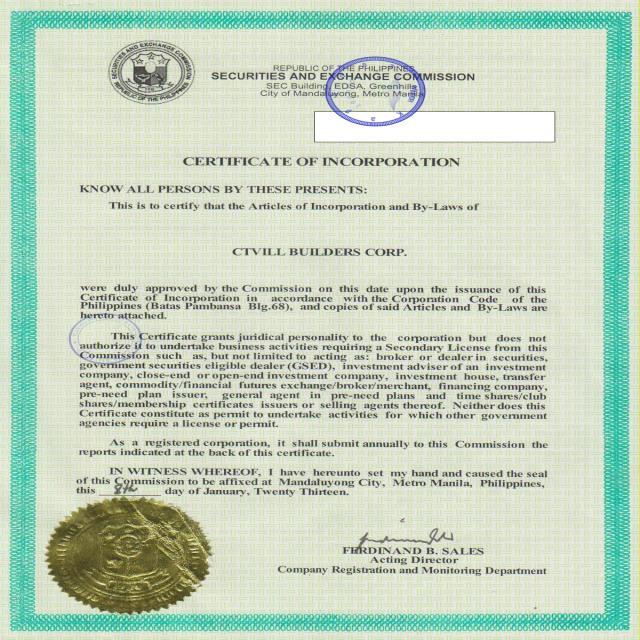 SECURITIES AND EXCHANGE COMMISSION
REPUBLIC OF THE PHILIPPINES
REPUBLIC OF THE PHILIPPINES
SECURITIES AND EXCHANGE COMMISSION
SEC Building, EDSA, Greenhills
City of Mandaluyong, Metro Manila
CERTIFICATE OF INCORPORATION
KNOW ALL PERSONS BY THESE PRESENTS:
This is to certify that the Articles of Incorporation and By-Laws of
CTVILL BUILDERS CORP.
were duly approved by the Commission on this date upon the issuance of this
Certificate of Incorporation in accordance with the Corporation Code of the
Philippines (Batas Pambansa Blg.68), and copies of said Articles and By-Laws are
hereto attached.
This Certificate grants juridical personality to the corporation but does not
authorize it to undertake business activities requiring a Secondary License from this
Commission such as, but not limited to acting as: broker or dealer in securities,
government securities eligible dealer (GSED), investment adviser of an investment
company, close-end or open-end investment company, investment house, transfer
agent, commodity/financial futures exchange/broker/merchant, financing company,
pre-need plan issuer, general agent in pre-need plans and time shares/club
shares/membership certificates issuers or selling agents thereof. Neither does this
Certificate constitute as permit to undertake activities for which other government
agencies require a license or permit.
As a registered corporation, it shall submit annually to this Commission the
reports indicated at the back of this certificate.
IN WITNESS WHEREOF, I have hereunto set my hand and caused the seal
of this Commission to be affixed at Mandaluyong City, Metro Manila, Philippines,
this 8th day of January, Twenty Thirteen.
FERDINAND B. SALES
Acting Director
Company Registration and Monitoring Department